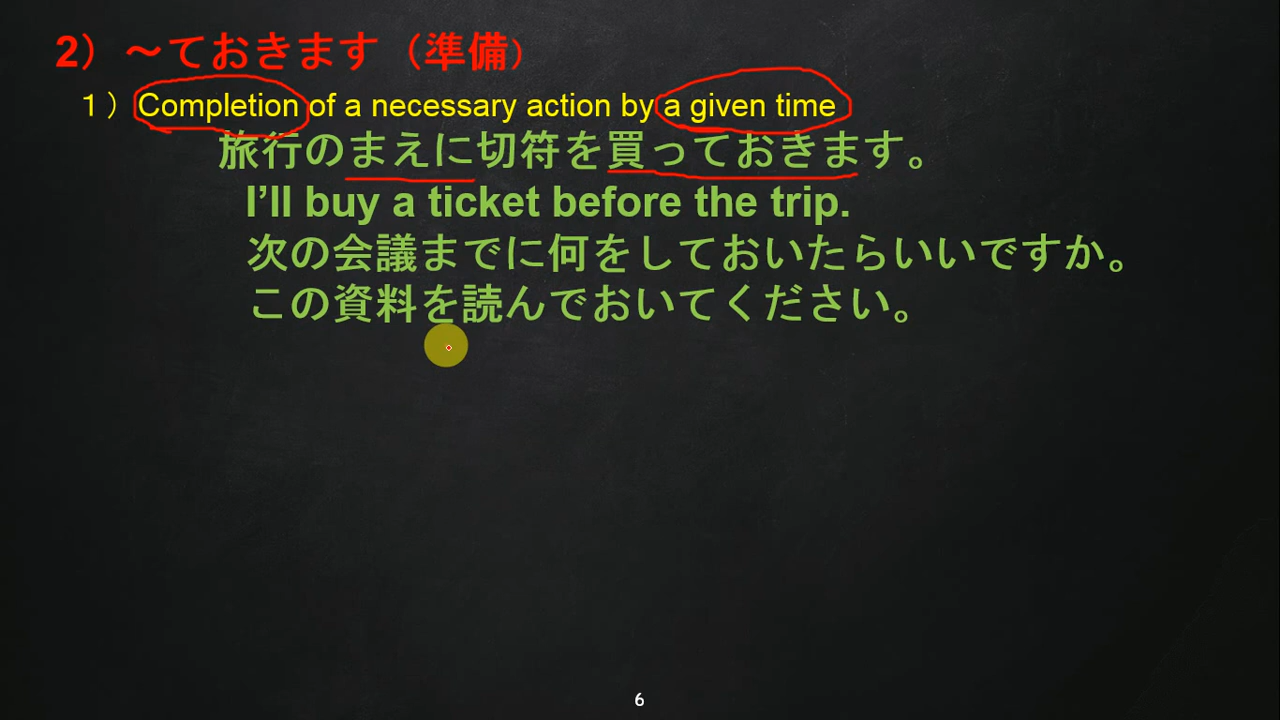 2）～ておきます（準備）
１）Completion of a necessary action by a given time
旅行のまえに切符を買っておきます。
I’ll buy a ticket before the trip.
次の会議までに何をしておいたらいいですか。
この資料を読んでおいてください。
6